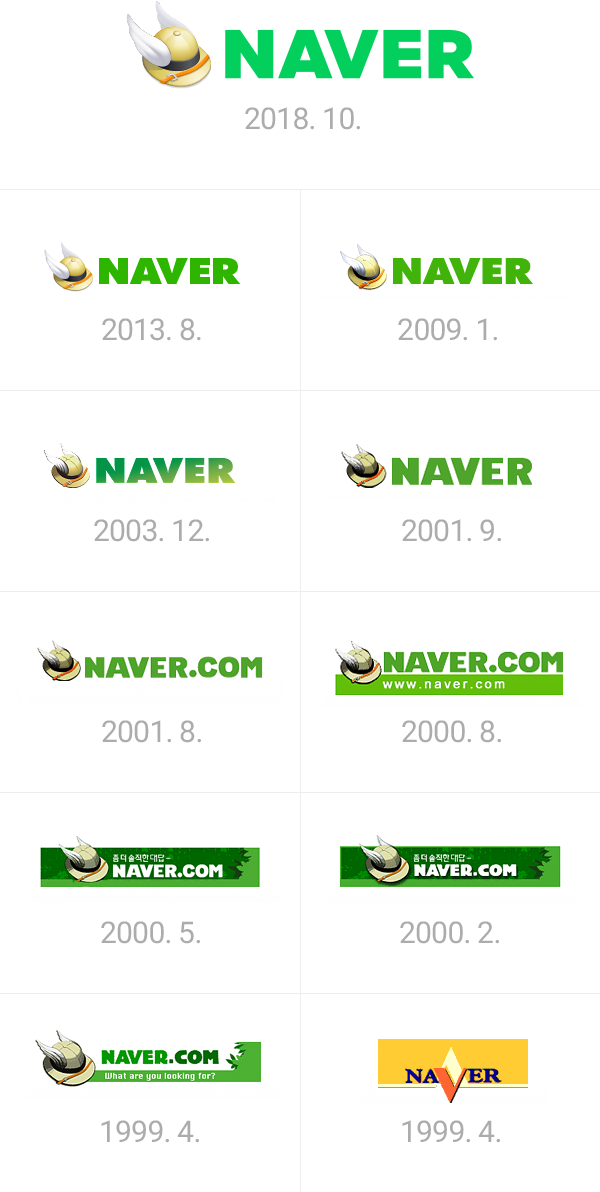 NAVER
2018. 10.
NAVER
2013. 8.
NAVER
2009. 1.
NAVER
2003. 12.
NAVER
2001. 9.
NAVER.COM
2001. 8.
NAVER.COM
www.naver.com
2000. 8.
좀 더 솔직한 대답~
NAVER.COM
2000. 5.
좀 더 솔직한 대답~
NAVER.COM
2000. 2.
NAVER.COM
What are you looking for?
1999. 4.
NAVER
1999. 4.